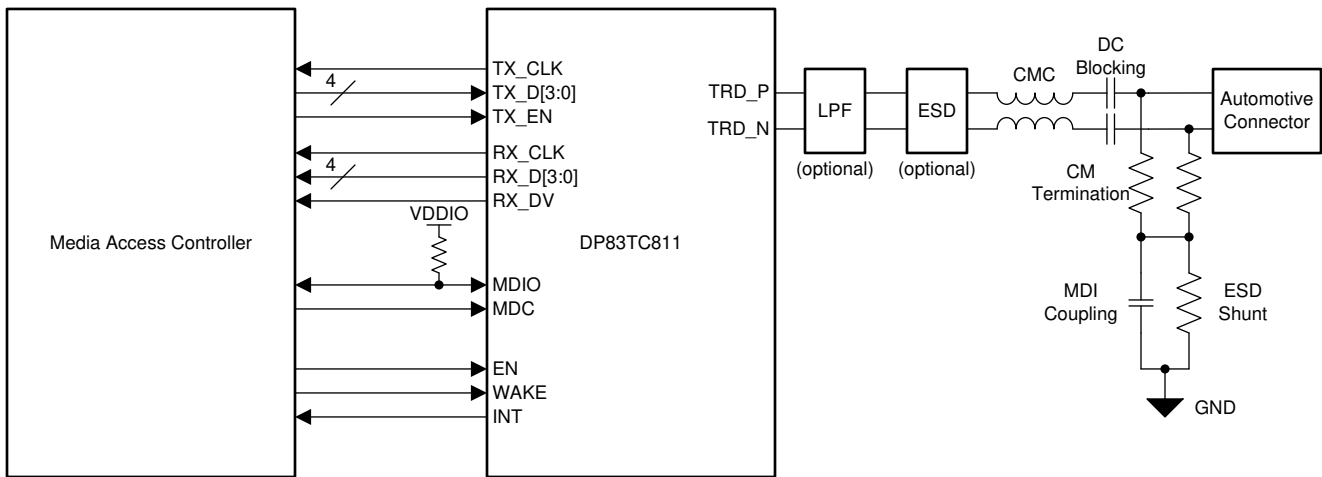 Media Access Controller
TX_CLK
4
TX_D[3:0]
TX_EN
RX_CLK
4
RX_D[3:0]
RX_DV
VDDIO
MDIO
MDC
EN
WAKE
INT
DP83TC811
TRD_P
TRD_N
LPF
(optional)
ESD
(optional)
CMC
DC
Blocking
Automotive
Connector
CM
Termination
MDI
Coupling
ESD
Shunt
GND